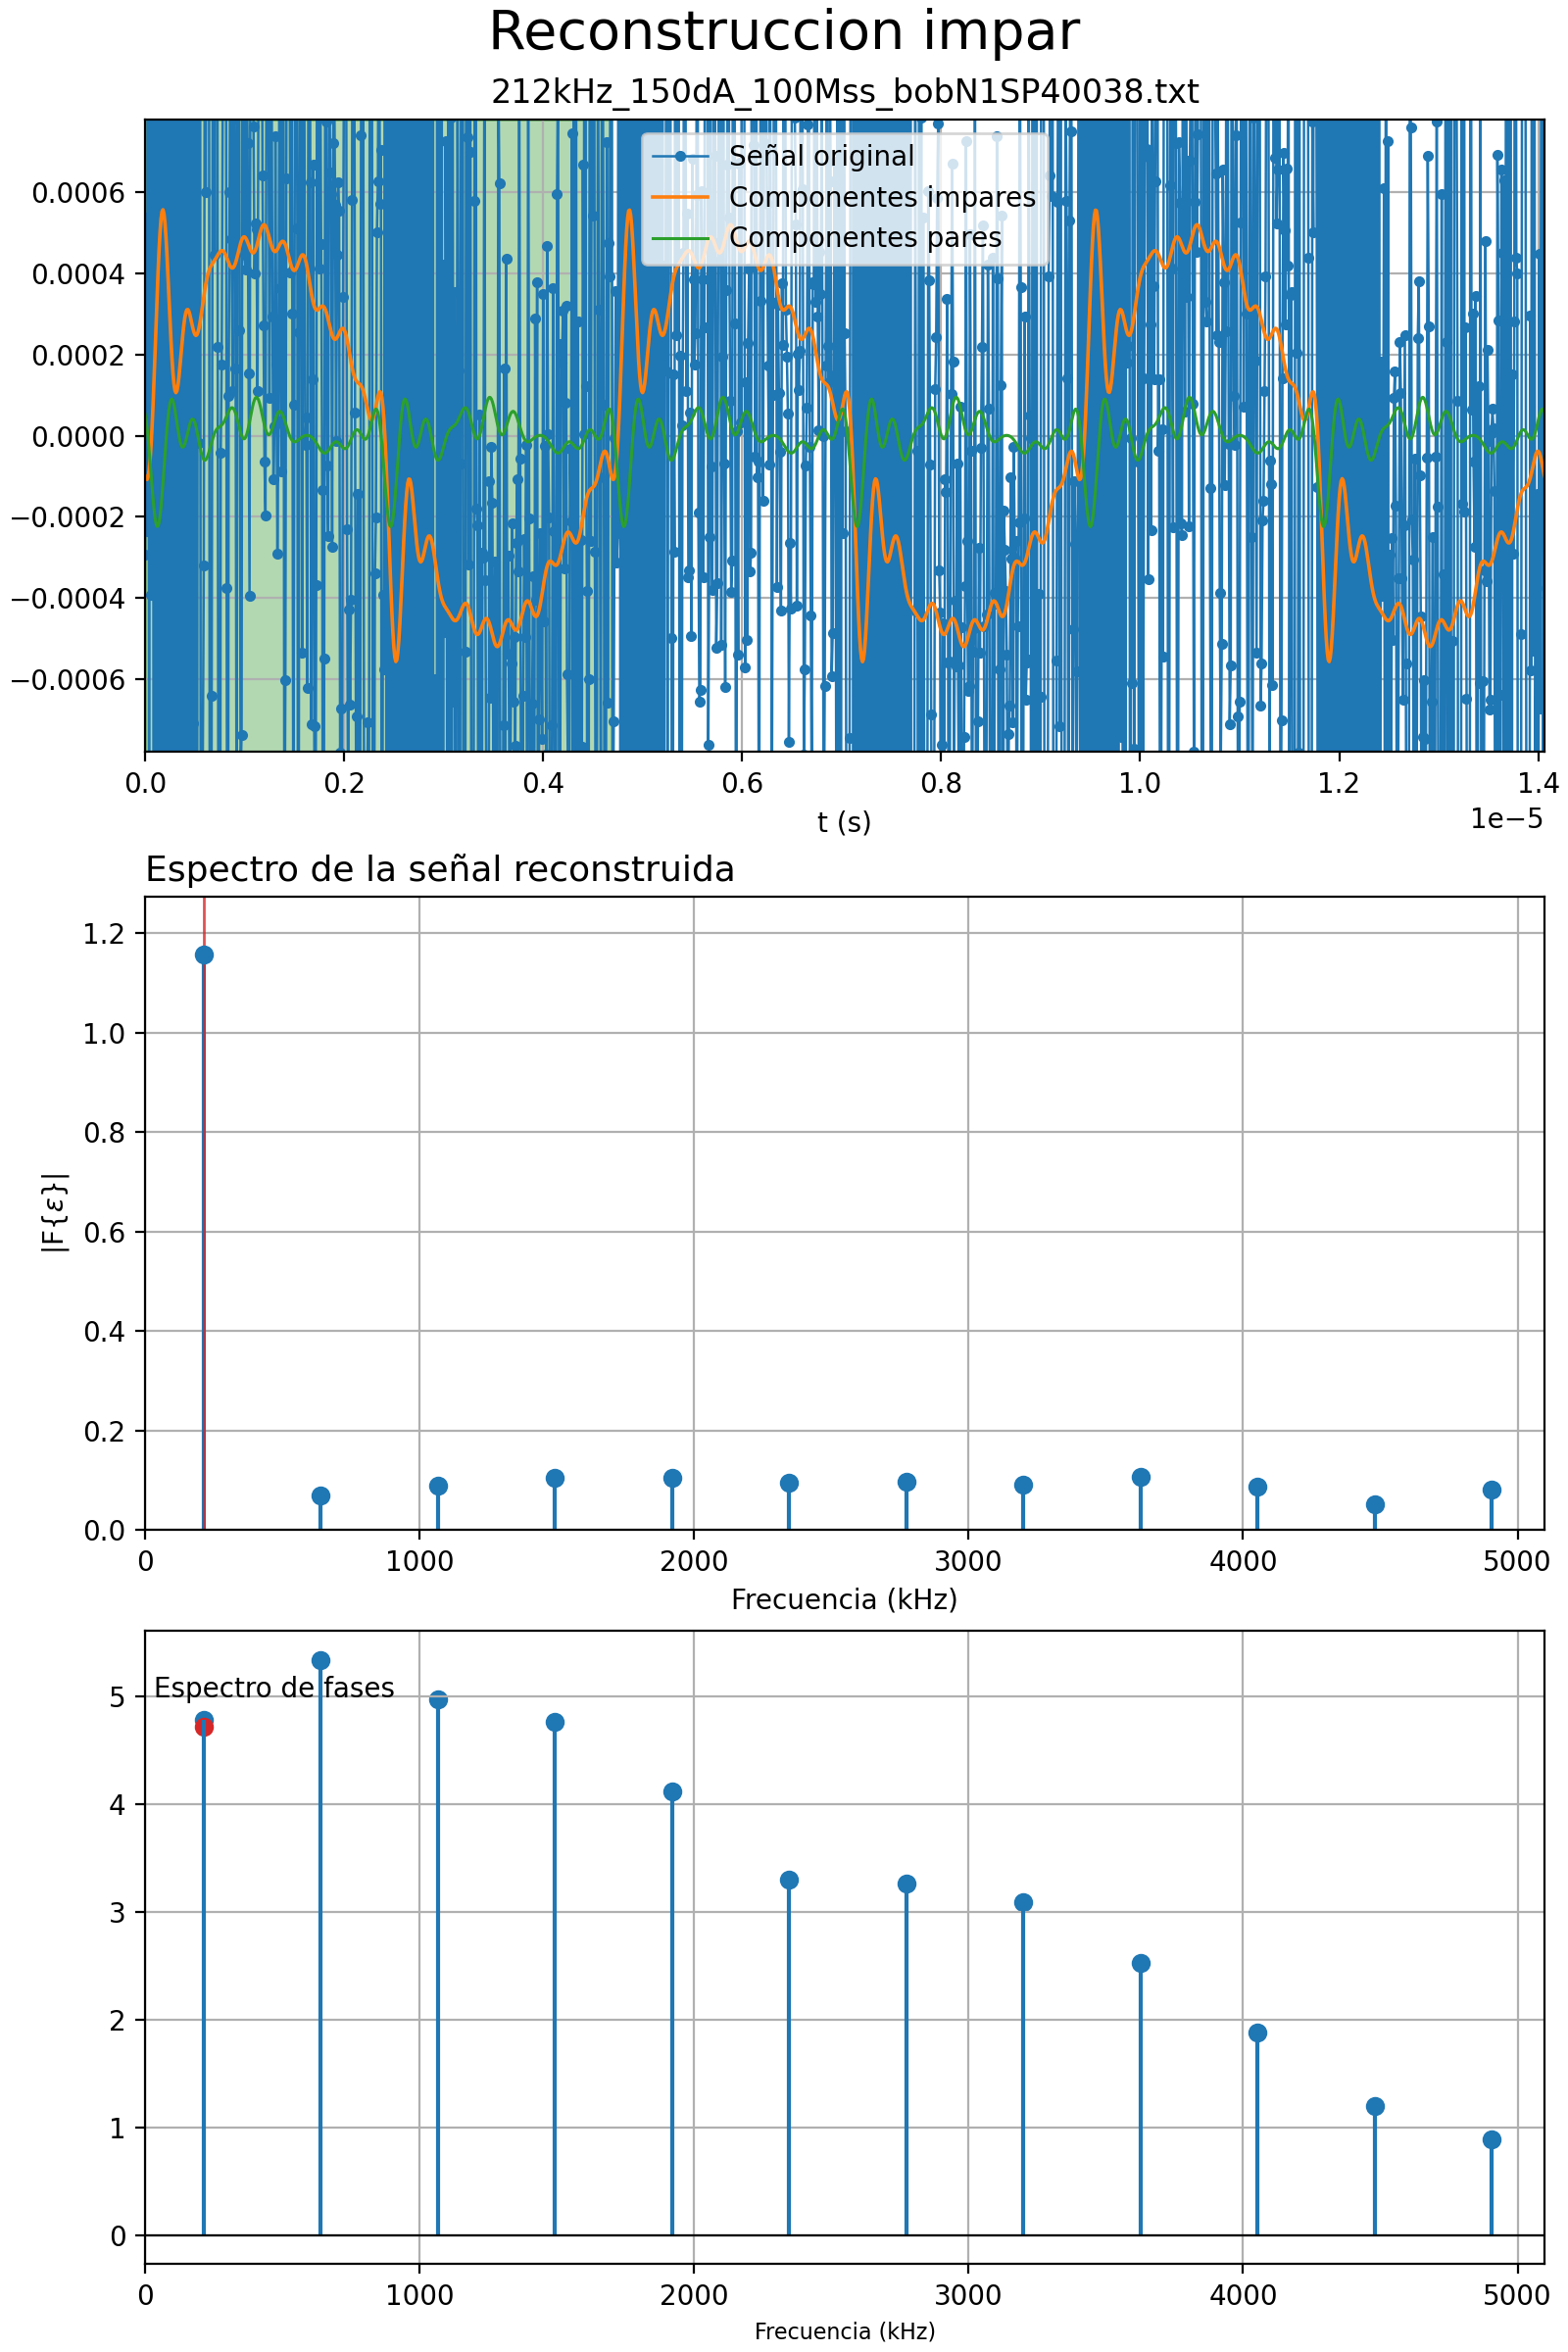 Reconstruccion impar
212kHz_150dA_100Mss_bobN1SP40038.txt
Señal original
Componentes impares
Componentes pares
0.0006
0.0004
0.0002
0.0000
−0.0002
−0.0004
−0.0006
0.0 0.2 0.4 0.6 0.8 1.0 1.2 1.4
1e−5
t (s)
Espectro de la señal reconstruida
1.2
1.0
0.8
0.6
0.4
0.2
0.0
|F{ε}|
0 1000 2000 3000 4000 5000
Frecuencia (kHz)
Espectro de fases
5
4
3
2
1
0
0 1000 2000 3000 4000 5000
Frecuencia (kHz)